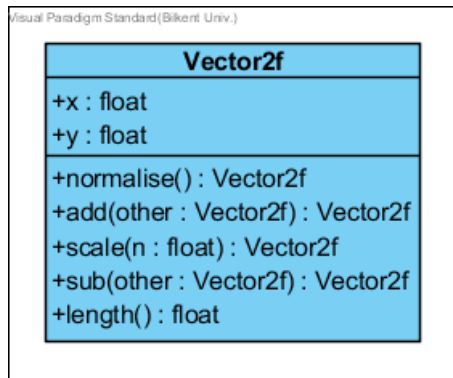 Visual Paradigm Standard(Bilkent Univ.)
Vector2f
+x : float
+y : float
+normalise() : Vector2f
+add(other : Vector2f) : Vector2f
+scale(n : float) : Vector2f
+sub(other : Vector2f) : Vector2f
+length() : float